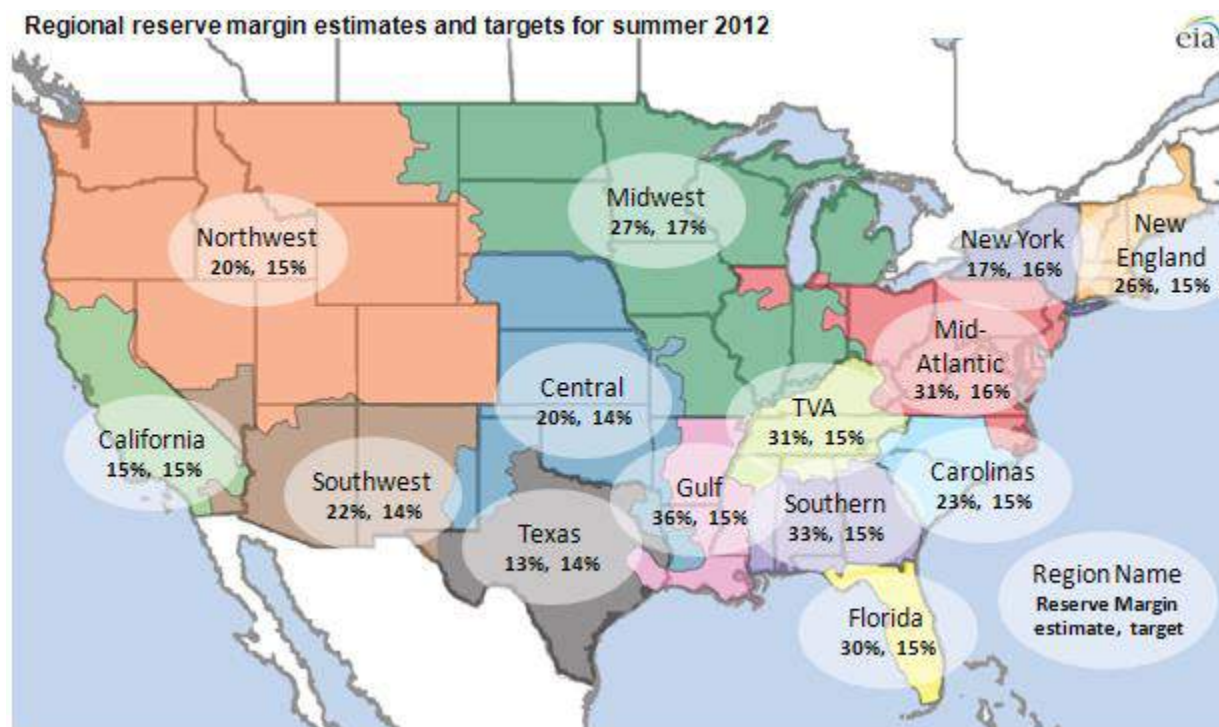 Regional reserve margin estimates and targets for summer 2012
eia
Midwest
27%, 17%
Northwest
20%, 15%
New York
17%, 16%
New
England
26%, 15%
Mid-
Atlantic
31%, 16%
Central
20%, 14%
TVA
31%, 15%
California
15%, 15%
Southwest
22%, 14%
Gulf
36%, 15%
Southern
33%, 15%
Carolinas
23%, 15%
Texas
13%, 14%
Florida
30%, 15%
Region Name
Reserve Margin
estimate, target